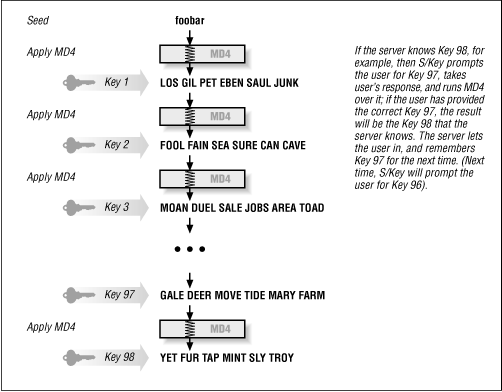 Seed
foobar
Apply MD4
MD4
Key 1
LOS GIL PET EBEN SAUL JUNK
Apply MD4
MD4
Key 2
FOOL FAIN SEA SURE CAN CAVE
Apply MD4
MD4
Key 3
MOAN DUEL SALE JOBS AREA TOAD
Key 97
GALE DEER MOVE TIDE MARY FARM
Apply MD4
MD4
Key 98
YET FUR TAP MINT SLY TROY
If the server knows Key 98, for
example, then S/Key prompts
the user for Key 97, takes
user's response, and runs MD4
over it; if the user has provided
the correct Key 97, the result
will be the Key 98 that the
server knows. The server lets
the user in, and remembers
Key 97 for the next time. (Next
time, S/Key will prompt the
user for Key 96).